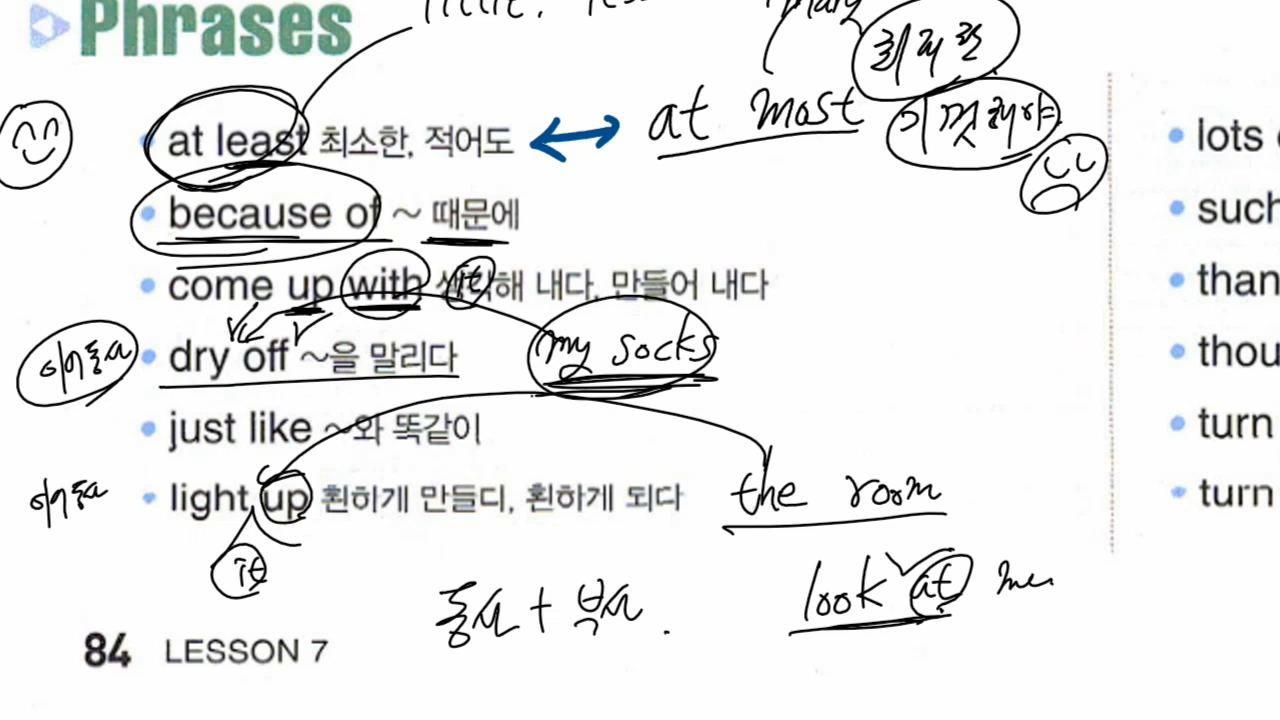 Phrases
many
최대한
at least 최소한, 적어도
at most
기껏해야
because of ~ 때문에
come up with 생각해 내다, 만들어 내다
it
이어동사
dry off ~을 말리다
my socks
just like ~와 똑같이
이어동사
light up 환하게 만들다, 환하게 되다
the room
it
동사 + 부사.
look at me
84 LESSON 7
lots
such
than
thou
turn
turn